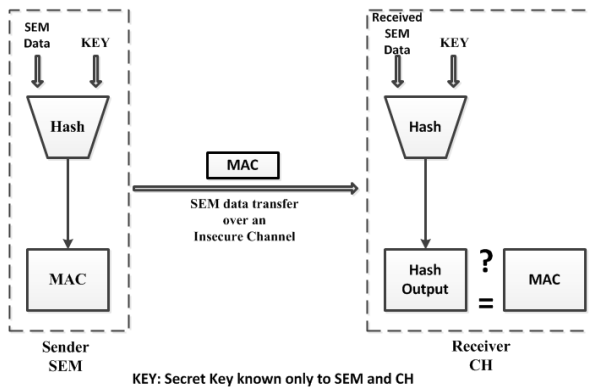 SEM
Data
KEY
Hash
MAC
Sender
SEM
MAC
SEM data transfer
over an
Insecure Channel
Received
SEM
Data
KEY
Hash
Hash
Output
?
=
MAC
Receiver
CH
KEY: Secret Key known only to SEM and CH